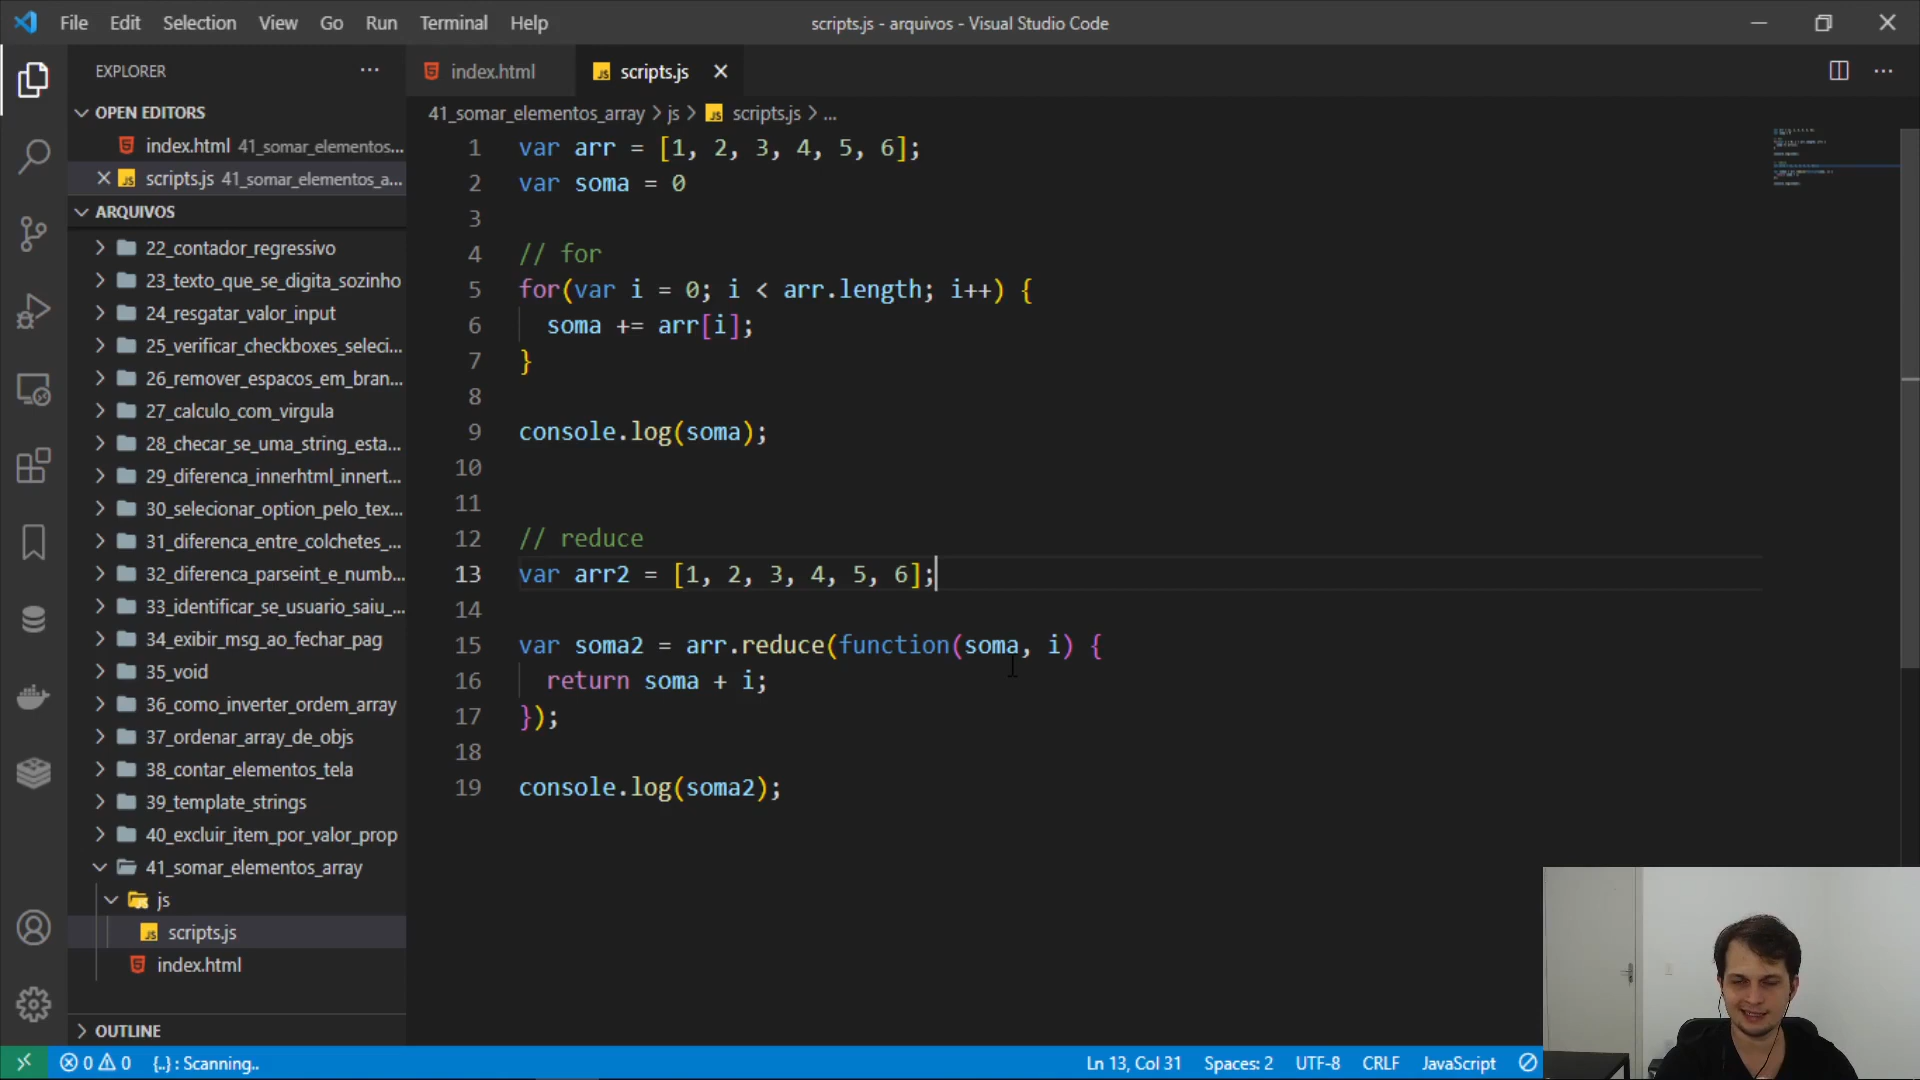 File Edit Selection View Go Run Terminal Help
scripts.js - arquivos - Visual Studio Code
EXPLORER
OPEN EDITORS
index.html 41_somar_elementos...
scripts.js 41_somar_elementos_a...
ARQUIVOS
22_contador_regressivo
23_texto_que_se_digita_sozinho
24_resgatar_valor_input
25_verificar_checkboxes_seleci...
26_remover_espacos_em_bran...
27_calculo_com_virgula
28_checar_se_uma_string_esta...
29_diferenca_innerhtml_innert...
30_selecionar_option_pelo_tex...
31_diferenca_entre_colchetes_...
32_diferenca_parseint_e_numb...
33_identificar_se_usuario_saiu_...
34_exibir_msg_ao_fechar_pag
35_void
36_como_inverter_ordem_array
37_ordenar_array_de_objs
38_contar_elementos_tela
39_template_strings
40_excluir_item_por_valor_prop
41_somar_elementos_array
js
scripts.js
index.html
OUTLINE
index.html
scripts.js
41_somar_elementos_array > js > scripts.js > ...
1 var arr = [1, 2, 3, 4, 5, 6];
2 var soma = 0
3
4 // for
5 for(var i = 0; i < arr.length; i++) {
6 soma += arr[i];
7 }
8
9 console.log(soma);
10
11
12 // reduce
13 var arr2 = [1, 2, 3, 4, 5, 6];
14
15 var soma2 = arr.reduce(function(soma, i) {
16 return soma + i;
17 });
18
19 console.log(soma2);
0 0 {..} : Scanning..
Ln 13, Col 31 Spaces: 2 UTF-8 CRLF JavaScript